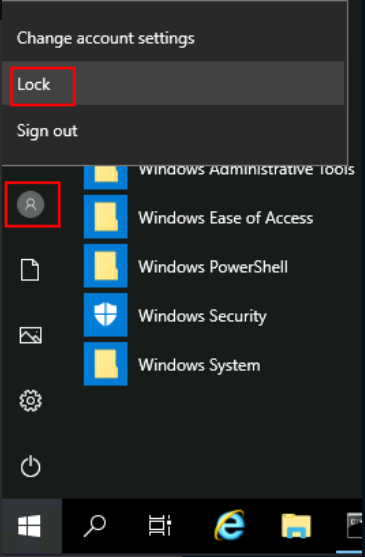 Change account settings
Lock
Sign out
Windows Administrative Tools
Windows Ease of Access
Windows PowerShell
Windows Security
Windows System